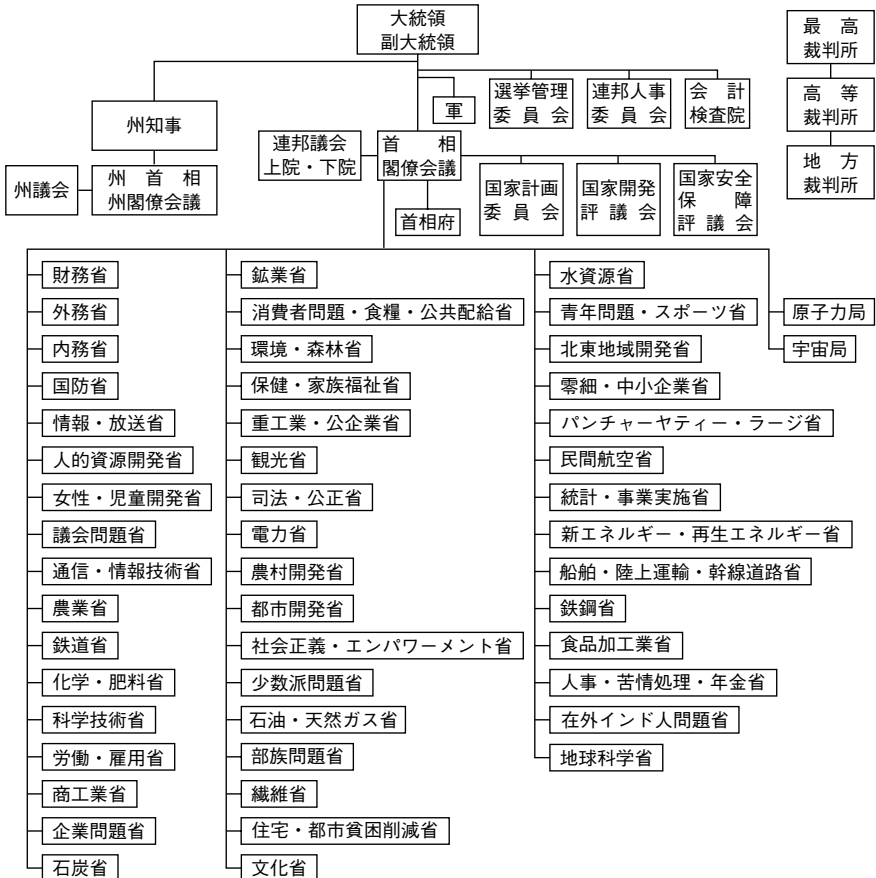 大統領
副大統領
最高
裁判所
高等
裁判所
地方
裁判所
州知事
軍
選挙管理
委員会
連邦人事
委員会
会計
検査院
連邦議会
上院・下院
首相
閣僚会議
州議会
州首相
州閣僚会議
首相府
国家計画
委員会
国家開発
評議会
国家安全
保障
評議会
財務省
外務省
内務省
国防省
情報・放送省
人的資源開発省
女性・児童開発省
議会問題省
通信・情報技術省
農業省
鉄道省
化学・肥料省
科学技術省
労働・雇用省
商工業省
企業問題省
石炭省
鉱業省
消費者問題・食糧・公共配給省
環境・森林省
保健・家族福祉省
重工業・公企業省
観光省
司法・公正省
電力省
農村開発省
都市開発省
社会正義・エンパワーメント省
少数派問題省
石油・天然ガス省
部族問題省
繊維省
住宅・都市貧困削減省
文化省
水資源省
青年問題・スポーツ省
北東地域開発省
零細・中小企業省
パンチャーヤティー・ラージ省
民間航空省
統計・事業実施省
新エネルギー・再生エネルギー省
船舶・陸上運輸・幹線道路省
鉄鋼省
食品加工業省
人事・苦情処理・年金省
在外インド人問題省
地球科学省
原子力局
宇宙局